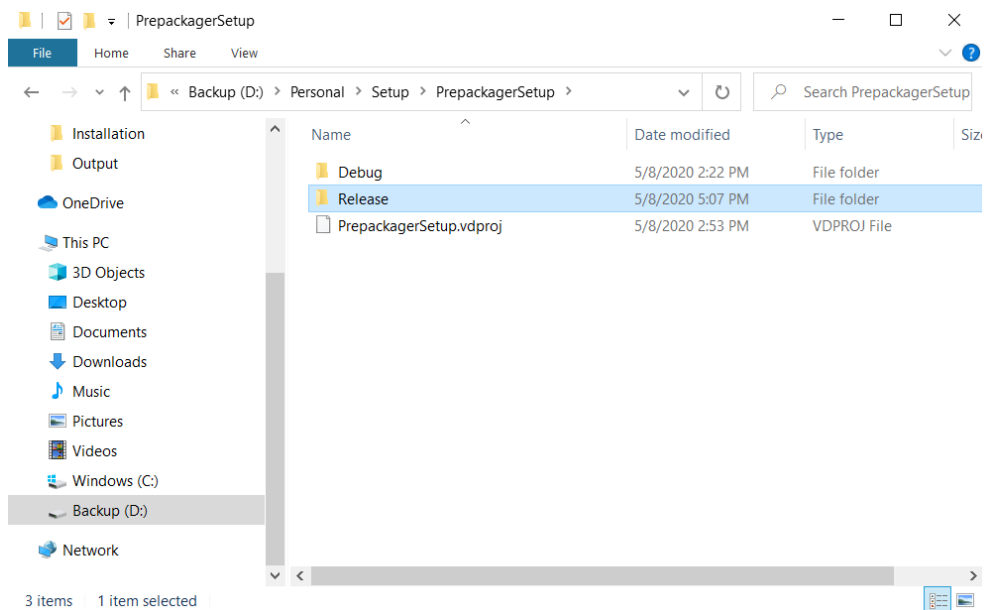 PrepackagerSetup
File Home Share View
« Backup (D:) > Personal > Setup > PrepackagerSetup > Search PrepackagerSetup
Name Date modified Type Siz
Installation
Output
OneDrive
This PC
3D Objects
Desktop
Documents
Downloads
Music
Pictures
Videos
Windows (C:)
Backup (D:)
Network
Debug 5/8/2020 2:22 PM File folder
Release 5/8/2020 5:07 PM File folder
PrepackagerSetup.vdproj 5/8/2020 2:53 PM VDPROJ File
3 items 1 item selected